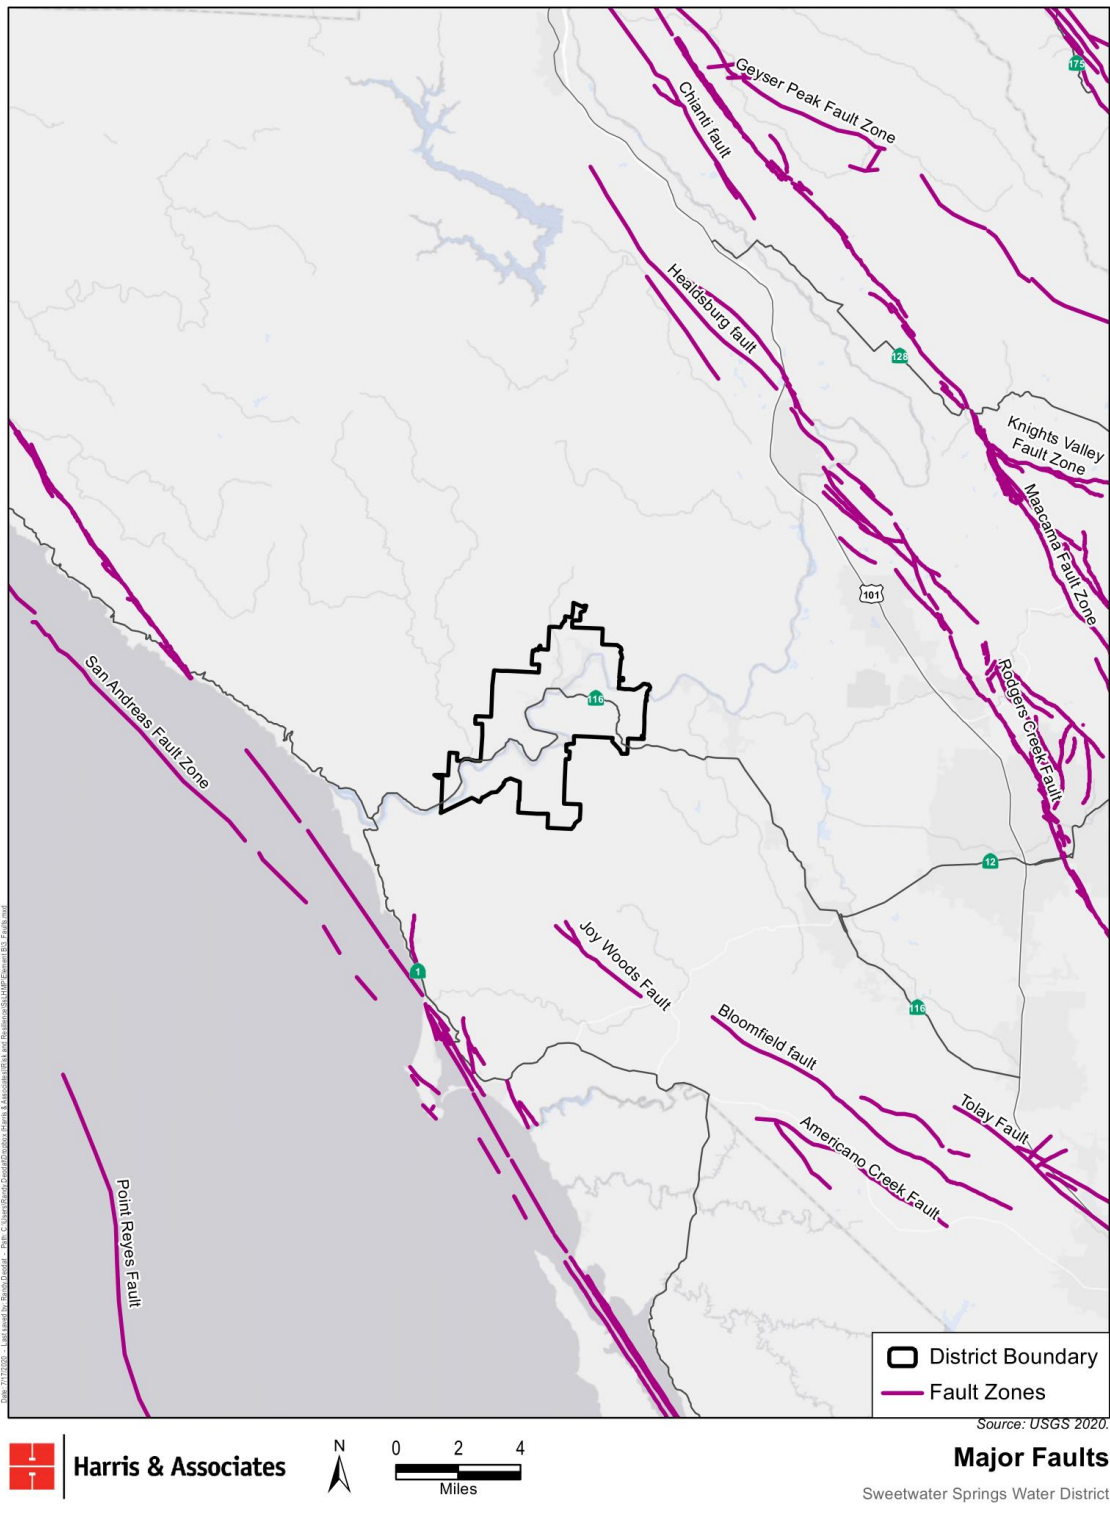 175
Geyser Peak Fault Zone
Chianti fault
Healdsburg fault
128
Knights Valley
Fault Zone
Maacama Fault Zone
101
116
Rodgers Creek Fault
San Andreas Fault Zone
12
1
Joy Woods Fault
116
Bloomfield fault
Tolay Fault
Americano Creek Fault
Point Reyes Fault
District Boundary
Fault Zones
Source: USGS 2020.
Harris & Associates
N
0 2 4
Miles
Major Faults
Sweetwater Springs Water District